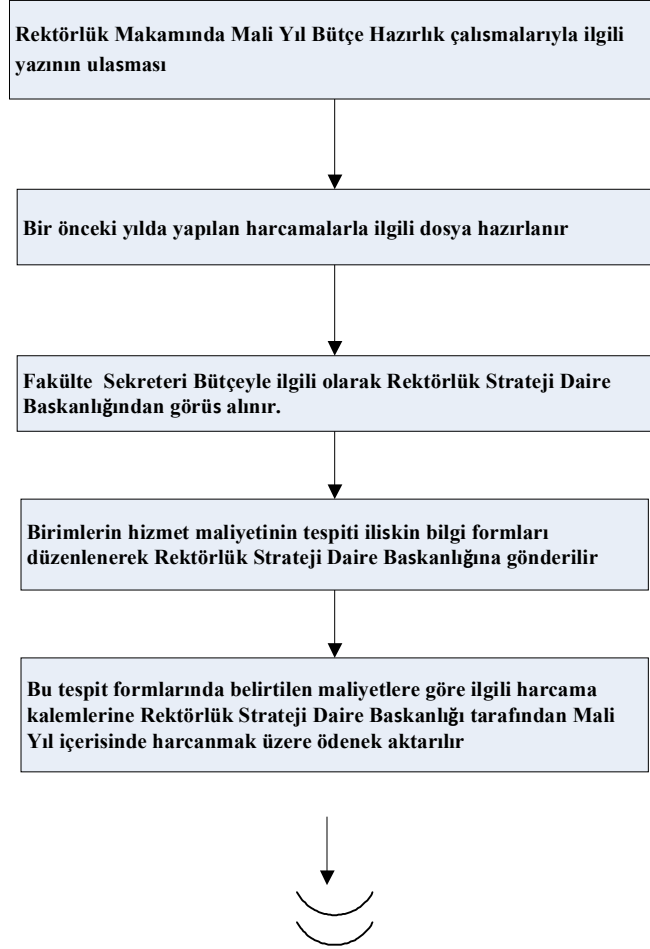 Rektörlük Makamında Mali Yıl Bütçe Hazırlık çalısmalarıyla ilgili
yazının ulasması
Bir önceki yılda yapılan harcamalarla ilgili dosya hazırlanır
Fakülte Sekreteri Bütçeyle ilgili olarak Rektörlük Strateji Daire
Baskanlığından görüs alınır.
Birimlerin hizmet maliyetinin tespiti iliskin bilgi formları
düzenlenerek Rektörlük Strateji Daire Baskanlığına gönderilir
Bu tespit formlarında belirtilen maliyetlere göre ilgili harcama
kalemlerine Rektörlük Strateji Daire Baskanlığı tarafından Mali
Yıl içerisinde harcanmak üzere ödenek aktarılır